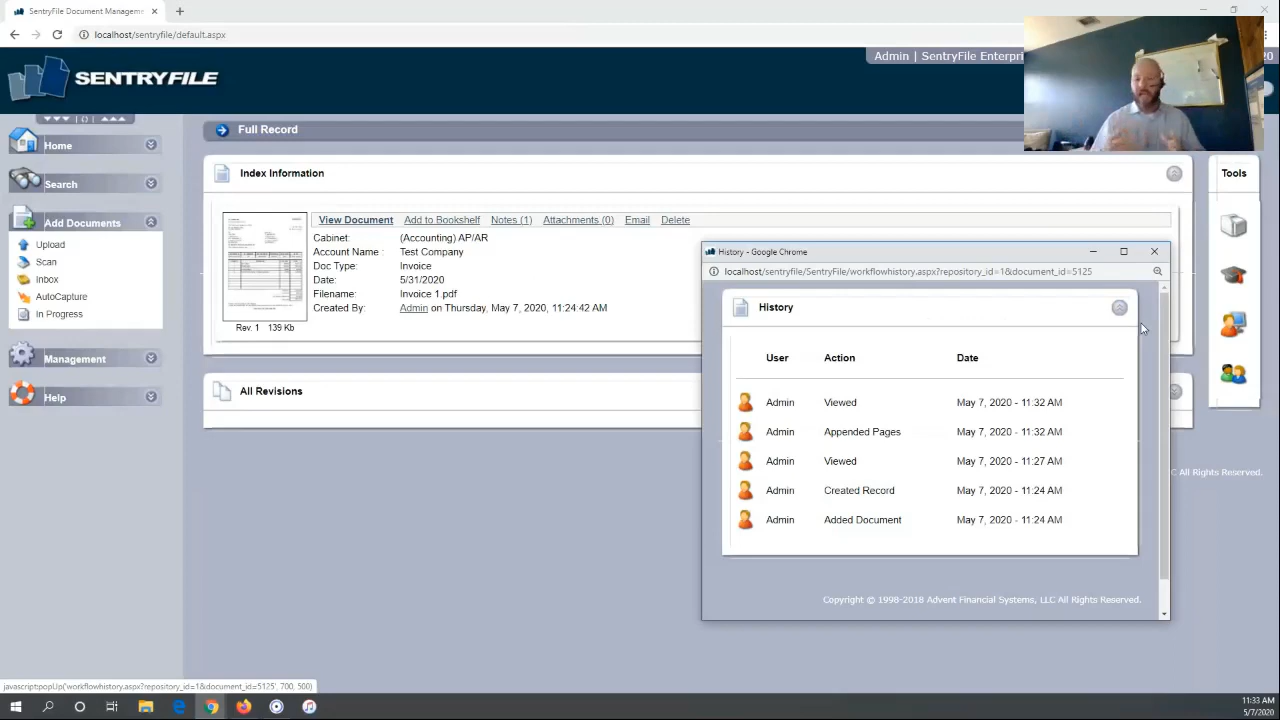 SentryFile Document Manageme
localhost/sentryfile/default.aspx
SENTRYFILE
Admin | SentryFile Enterpri
20
Home
Search
Add Documents
Upload
Scan
Inbox
AutoCapture
In Progress
Management
Help
Full Record
Index Information
View Document Add to Bookshelf Notes (1) Attachments (0) Email Delete
Cabinet: (Accounting) AP/AR
Account Name : Test Company
Doc Type: Invoice
Date: 5/31/2020
Filename: Invoice 1.pdf
Created By: Admin on Thursday, May 7, 2020, 11:24:42 AM
Rev. 1 139 Kb
All Revisions
Tools
All Rights Reserved.
History - Google Chrome
localhost/sentryfile/SentryFile/workflowhistory.aspx?repository_id=1&document_id=5125
History
User Action Date
Admin Viewed May 7, 2020 - 11:32 AM
Admin Appended Pages May 7, 2020 - 11:32 AM
Admin Viewed May 7, 2020 - 11:27 AM
Admin Created Record May 7, 2020 - 11:24 AM
Admin Added Document May 7, 2020 - 11:24 AM
Copyright © 1998-2018 Advent Financial Systems, LLC All Rights Reserved.
javascript:popUp('workflowhistory.aspx?repository_id=1&document_id=5125', 700, 500)
11:33 AM
5/7/2020